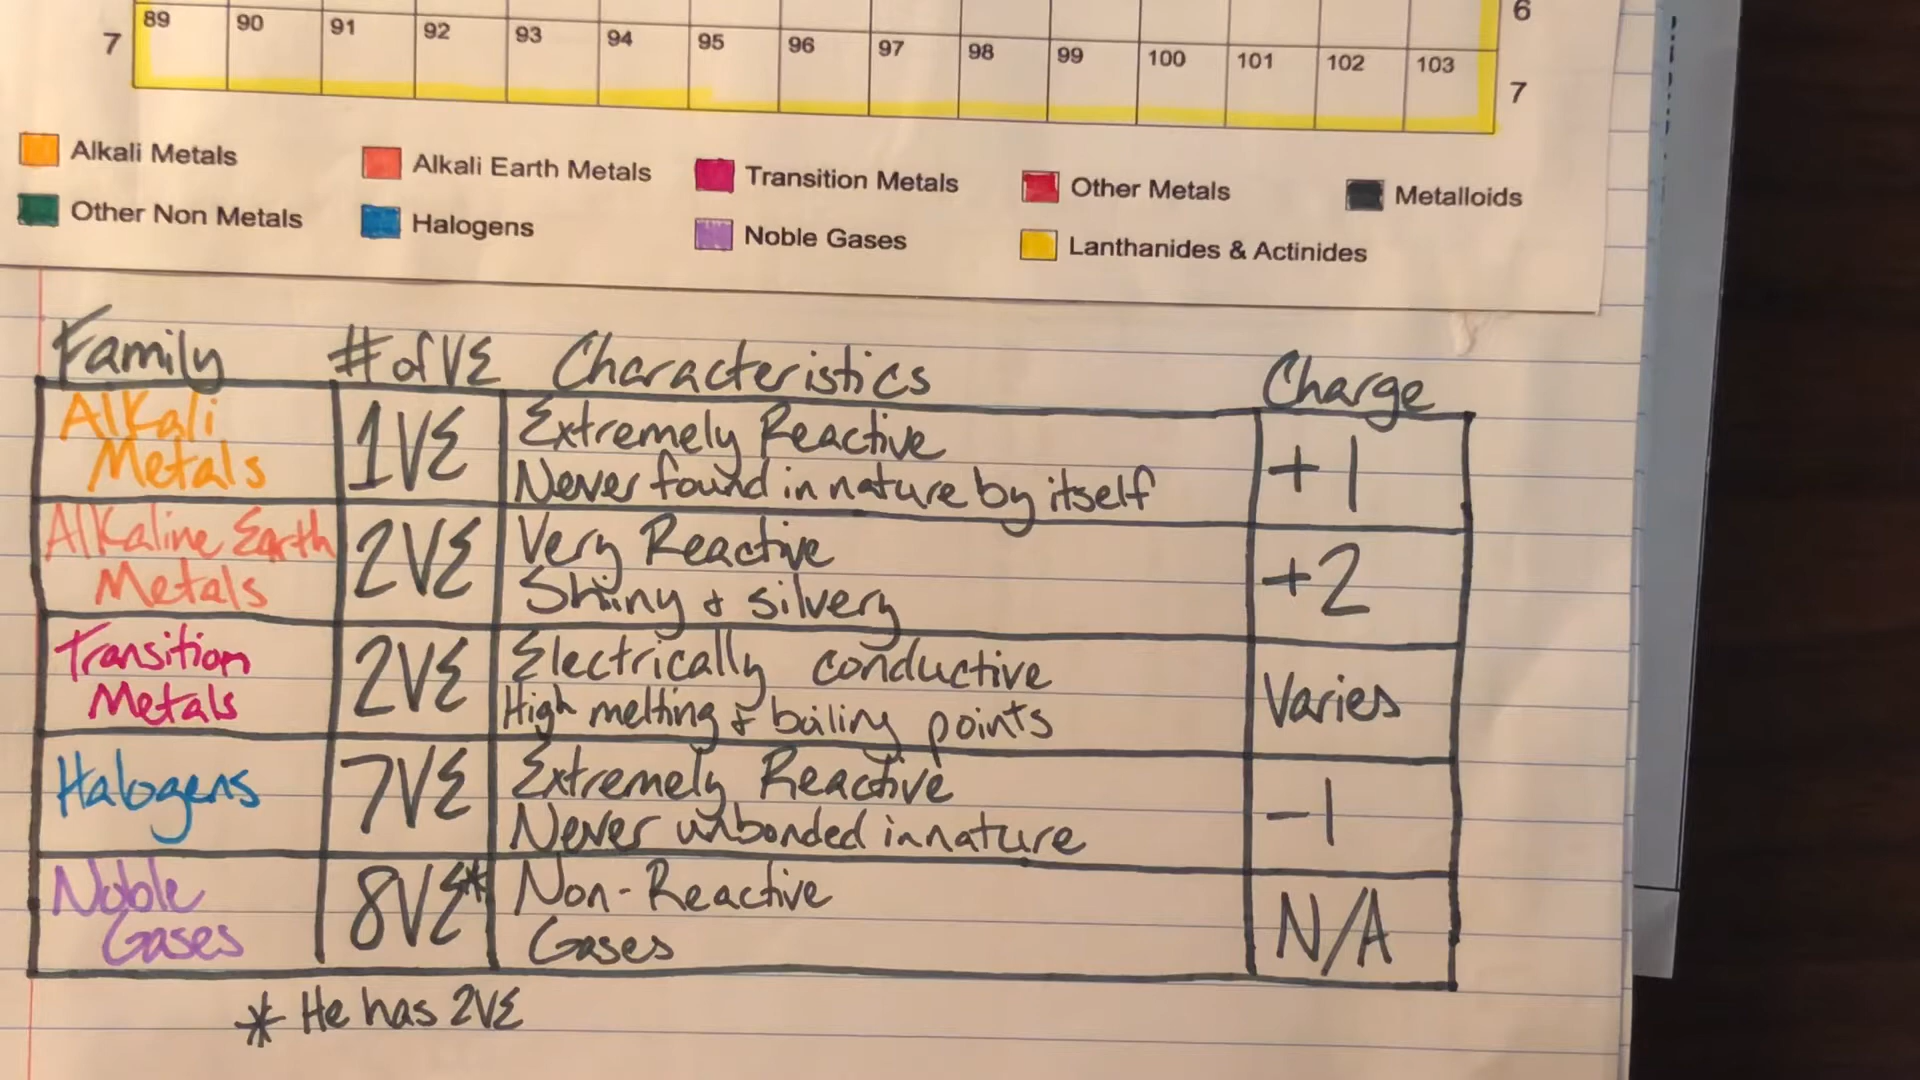 6
7 89 90 91 92 93 94 95 96 97 98 99 100 101 102 103 7
Alkali Metals Alkali Earth Metals Transition Metals Other Metals Metalloids
Other Non Metals Halogens Noble Gases Lanthanides & Actinides
Family # of VE Characteristics Charge
Alkali Metals 1VE Extremely Reactive
Never found in nature by itself +1
Alkaline Earth Metals 2VE Very Reactive
Shiny & silvery +2
Transition Metals 2VE Electrically conductive
High melting & boiling points Varies
Halogens 7VE Extremely Reactive
Never unbonded in nature -1
Noble Gases 8VE* Non-Reactive
Gases N/A
* He has 2VE